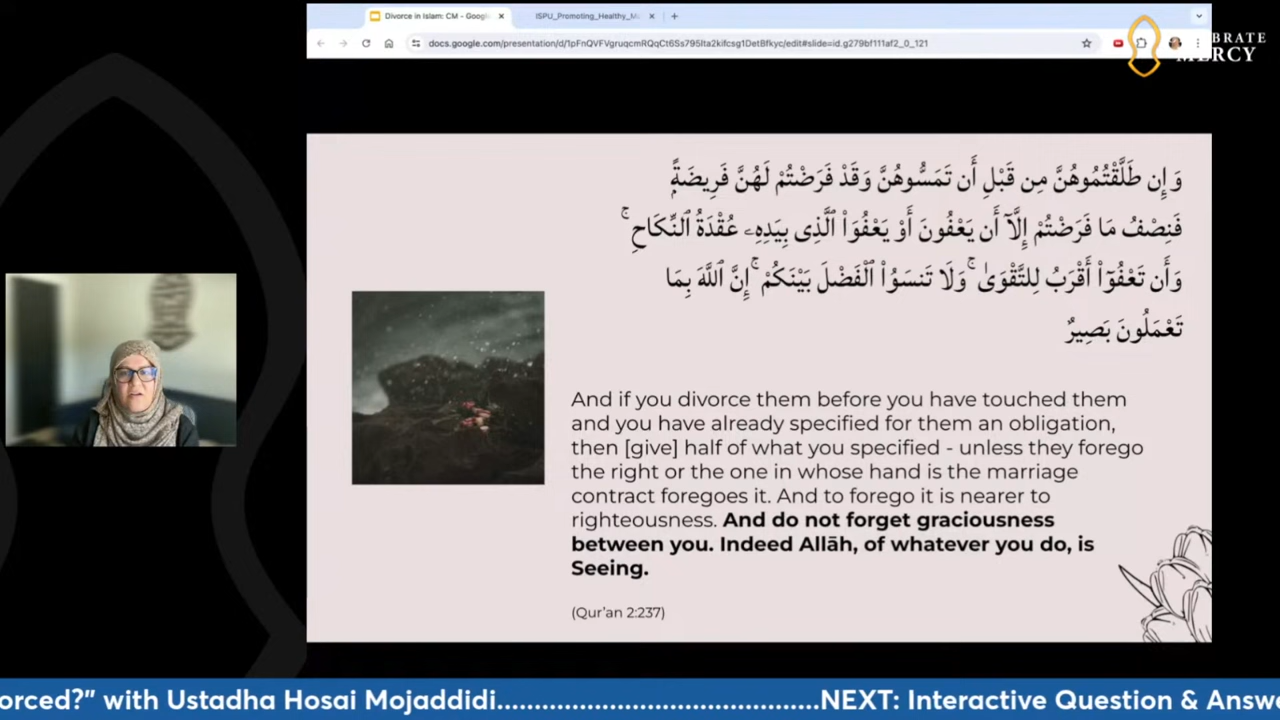 Divorce in Islam: CM - Googl
ISPU_Promoting_Healthy_M
docs.google.com/presentation/d/1pFnQVFVgruqcmRQqCt6Ss795Ita2kifcsg1DetBfkyc/edit#slide=id.g279bf111af2_0_121
BRATE
MERCY
وَإِن طَلَّقْتُمُوهُنَّ مِن قَبْلِ أَن تَمَسُّوهُنَّ وَقَدْ فَرَضْتُمْ لَهُنَّ فَرِيضَةًۭ
فَنِصْفُ مَا فَرَضْتُمْ إِلَّآ أَن يَعْفُونَ أَوْ يَعْفُوَا۟ ٱلَّذِى بِيَدِهِۦ عُقْدَةُ ٱلنِّكَاحِ ۚ
وَأَن تَعْفُوٓا۟ أَقْرَبُ لِلتَّقْوَىٰ ۚ وَلَا تَنسَوُا۟ ٱلْفَضْلَ بَيْنَكُمْ ۚ إِنَّ ٱللَّهَ بِمَا
تَعْمَلُونَ بَصِيرٌ
And if you divorce them before you have touched them
and you have already specified for them an obligation,
then [give] half of what you specified - unless they forego
the right or the one in whose hand is the marriage
contract foregoes it. And to forego it is nearer to
righteousness. And do not forget graciousness
between you. Indeed Allāh, of whatever you do, is
Seeing.
(Qur'an 2:237)
orced?" with Ustadha Hosai Mojaddidi..................................................NEXT: Interactive Question & Answ